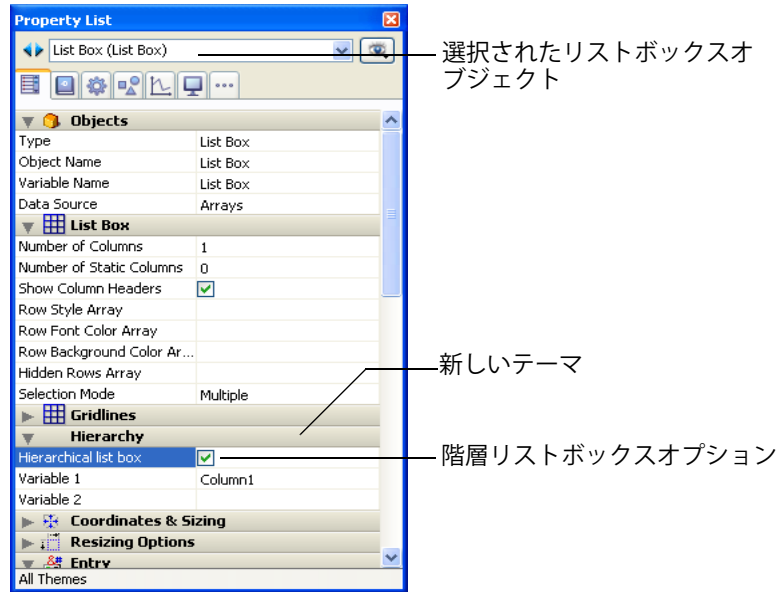 Property List
List Box (List Box)
選択されたリストボックスオ
ブジェクト
Objects
Type List Box
Object Name List Box
Variable Name List Box
Data Source Arrays
List Box
Number of Columns 1
Number of Static Columns 0
Show Column Headers
Row Style Array
Row Font Color Array
Row Background Color Ar...
Hidden Rows Array
新しいテーマ
Selection Mode Multiple
Gridlines
Hierarchy
Hierarchical list box
階層リストボックスオプション
Variable 1 Column1
Variable 2
Coordinates & Sizing
Resizing Options
Entry
All Themes